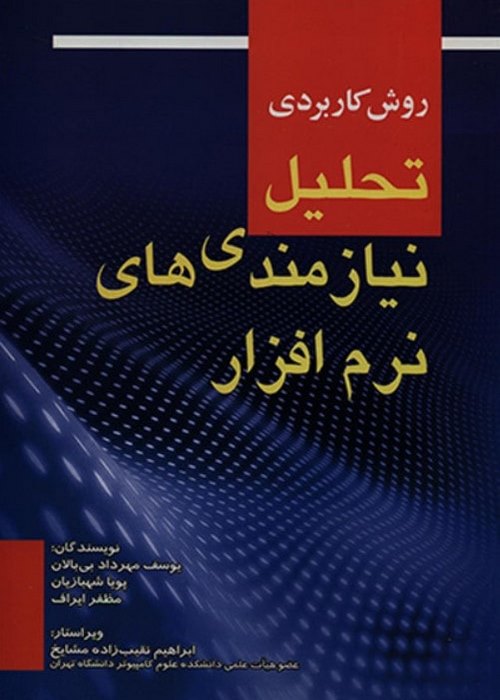 روش کاربردی
تحلیل
نیازمندی های
نرم افزار
نویسندگان:
یوسف مهرداد بی‌بالان
پویا شهبازیان
مظفر ایراف
ویراستار:
ابراهیم نقیب‌زاده مشایخ
عضو هیأت علمی دانشکده علوم کامپیوتر دانشگاه تهران